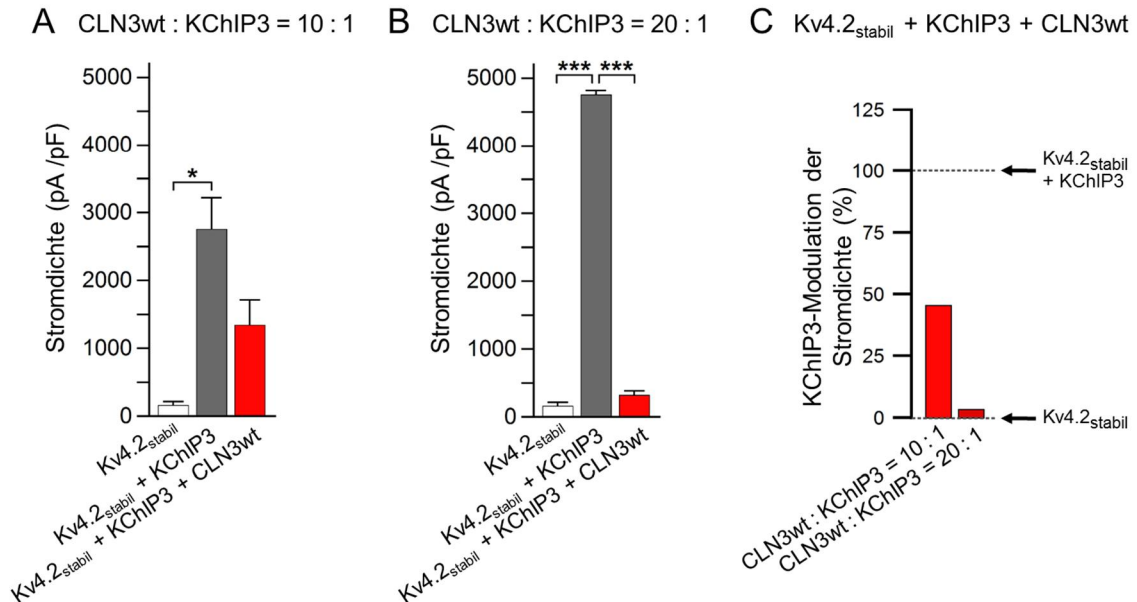 A CLN3wt : KChIP3 = 10 : 1
Stromdichte (pA /pF)
5000
4000
3000
2000
1000
0
*
Kv4.2stabil
Kv4.2stabil + KChIP3
Kv4.2stabil + KChIP3 + CLN3wt
B CLN3wt : KChIP3 = 20 : 1
Stromdichte (pA /pF)
5000
4000
3000
2000
1000
0
*** ***
Kv4.2stabil
Kv4.2stabil + KChIP3
Kv4.2stabil + KChIP3 + CLN3wt
C Kv4.2stabil + KChIP3 + CLN3wt
KChIP3-Modulation der
Stromdichte (%)
125
100
75
50
25
0
Kv4.2stabil
+ KChIP3
Kv4.2stabil
CLN3wt : KChIP3 = 10 : 1
CLN3wt : KChIP3 = 20 : 1